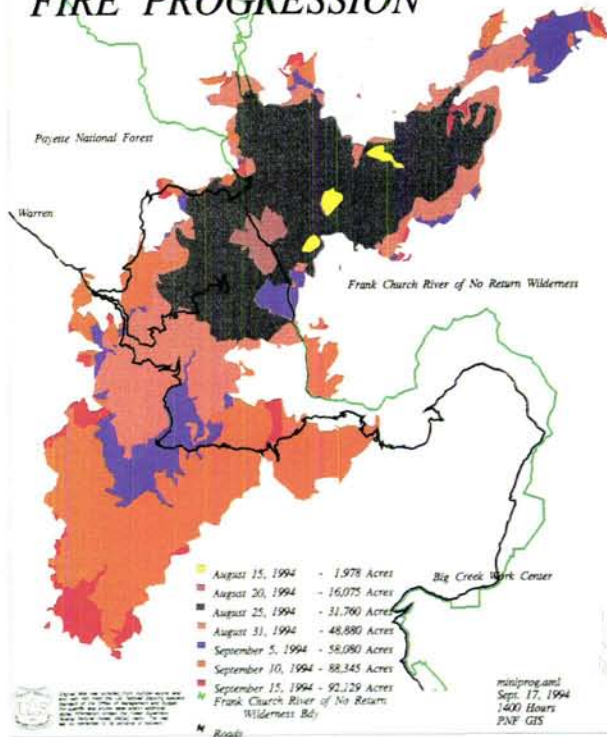 FIRE PROGRESSION
Payette National Forest
Warren
Frank Church River of No Return Wilderness
Big Creek Work Center
August 15, 1994 - 1,978 Acres
August 20, 1994 - 16,075 Acres
August 25, 1994 - 31,760 Acres
August 31, 1994 - 48,880 Acres
September 5, 1994 - 58,080 Acres
September 10, 1994 - 88,345 Acres
September 15, 1994 - 92,129 Acres
Frank Church River of No Return
Wilderness Bdy
Roads
miniprog.aml
Sept. 17, 1994
1400 Hours
PNF GIS